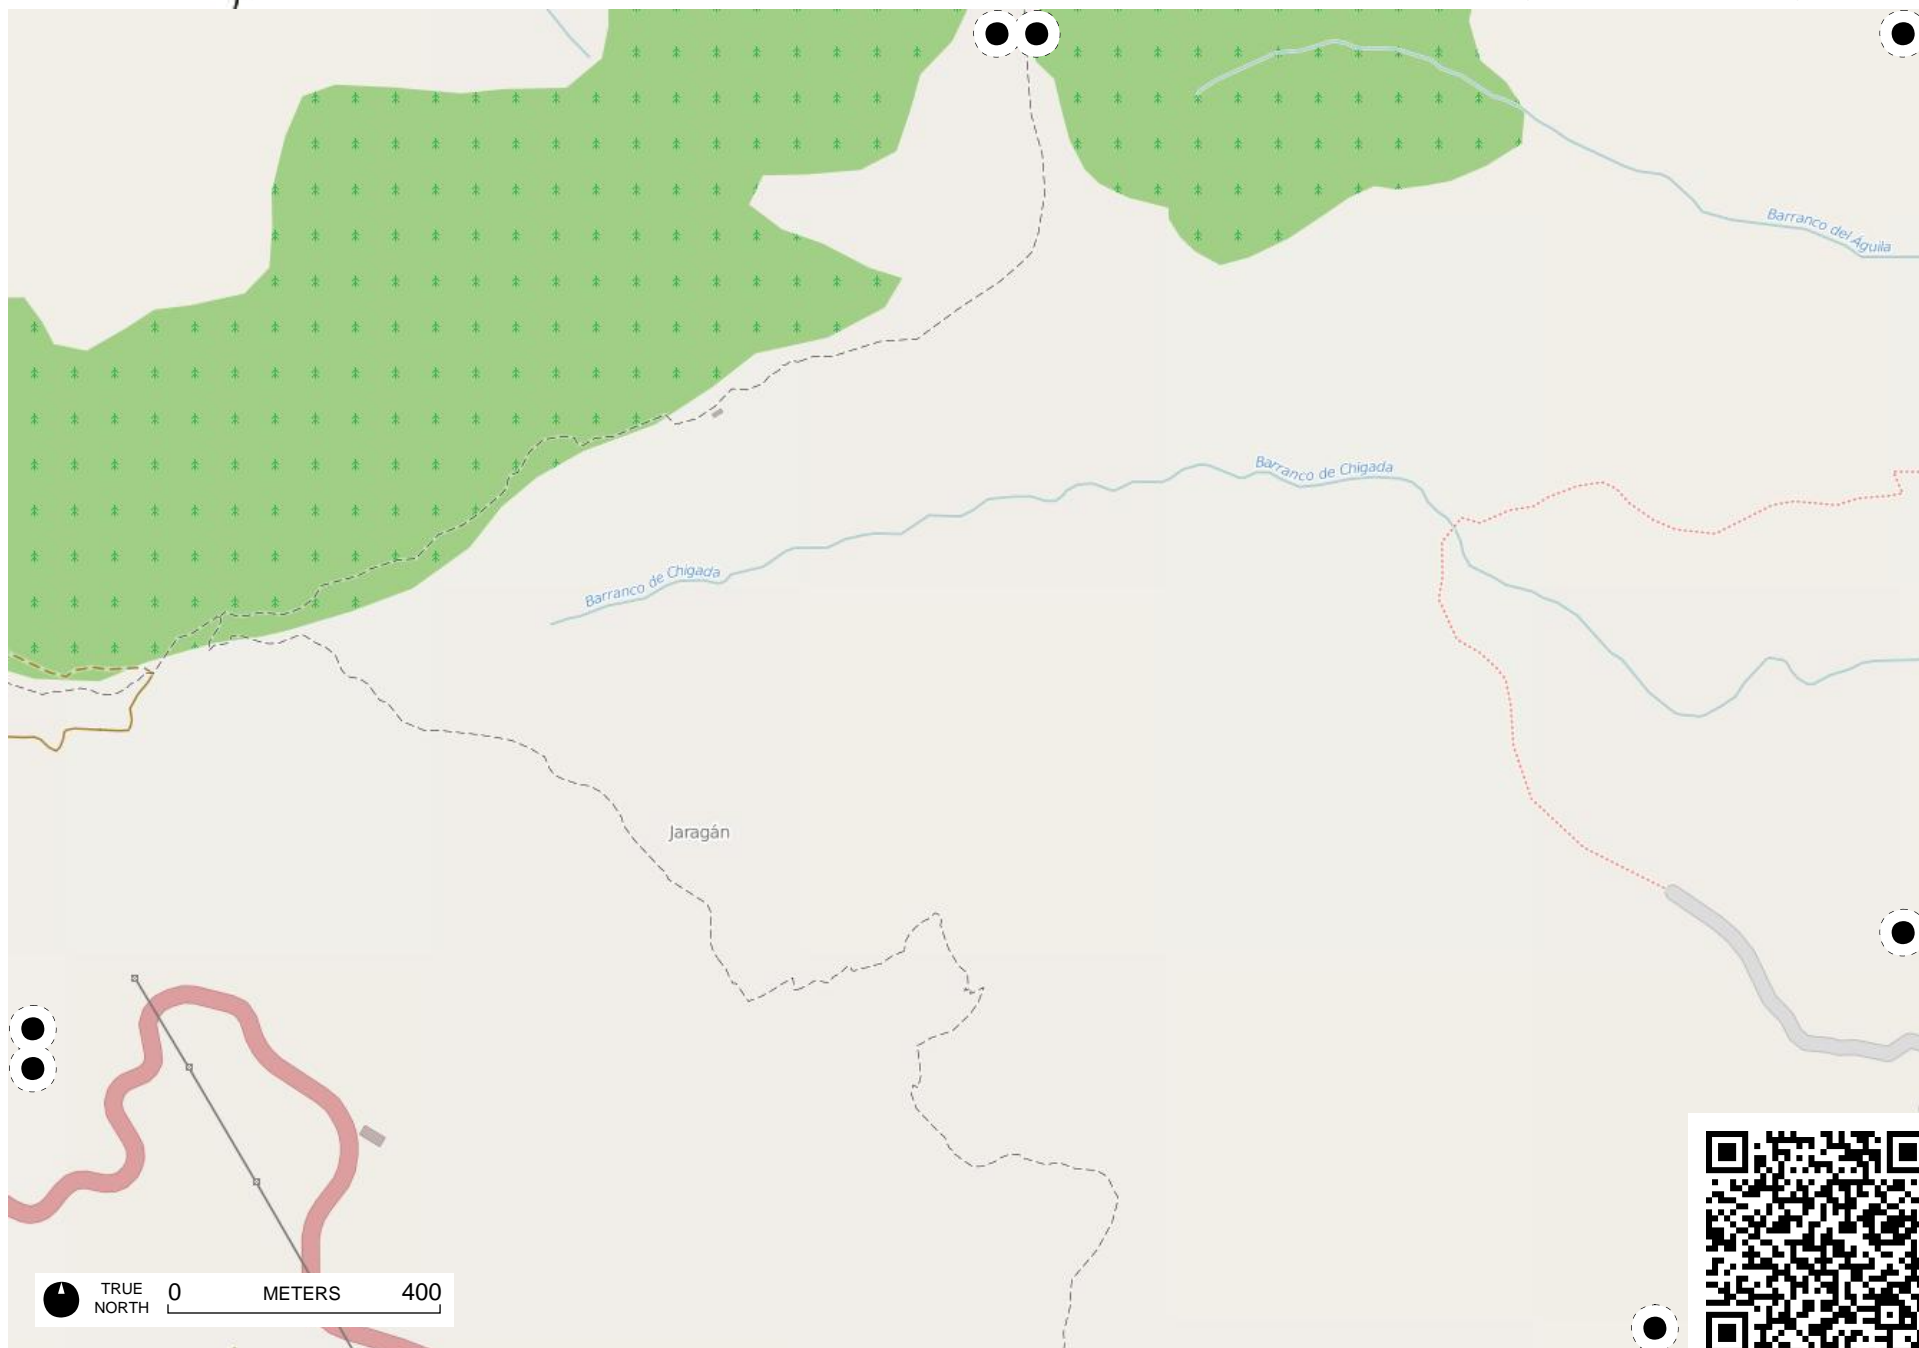 Barranco del Águila
Barranco de Chigada
Barranco de Chigada
Jaragán
TRUE
NORTH
0 METERS 400